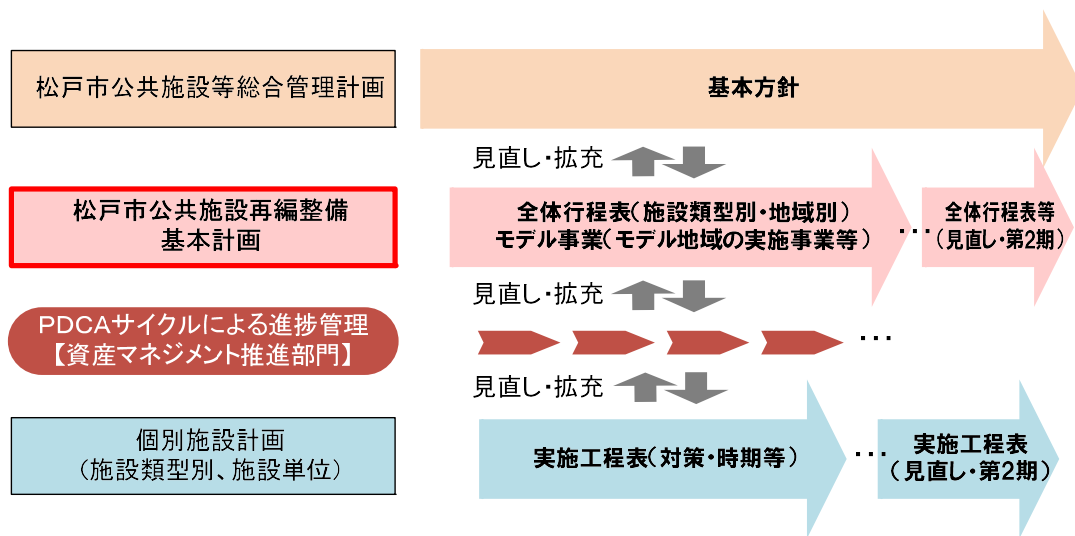 松戸市公共施設等総合管理計画
基本方針
見直し・拡充
松戸市公共施設再編整備
基本計画
全体行程表（施設類型別・地域別）
モデル事業（モデル地域の実施事業等）
…
全体行程表等
（見直し・第2期）
見直し・拡充
PDCAサイクルによる進捗管理
【資産マネジメント推進部門】
…
見直し・拡充
個別施設計画
（施設類型別、施設単位）
実施工程表（対策・時期等）
…
実施工程表
（見直し・第2期）